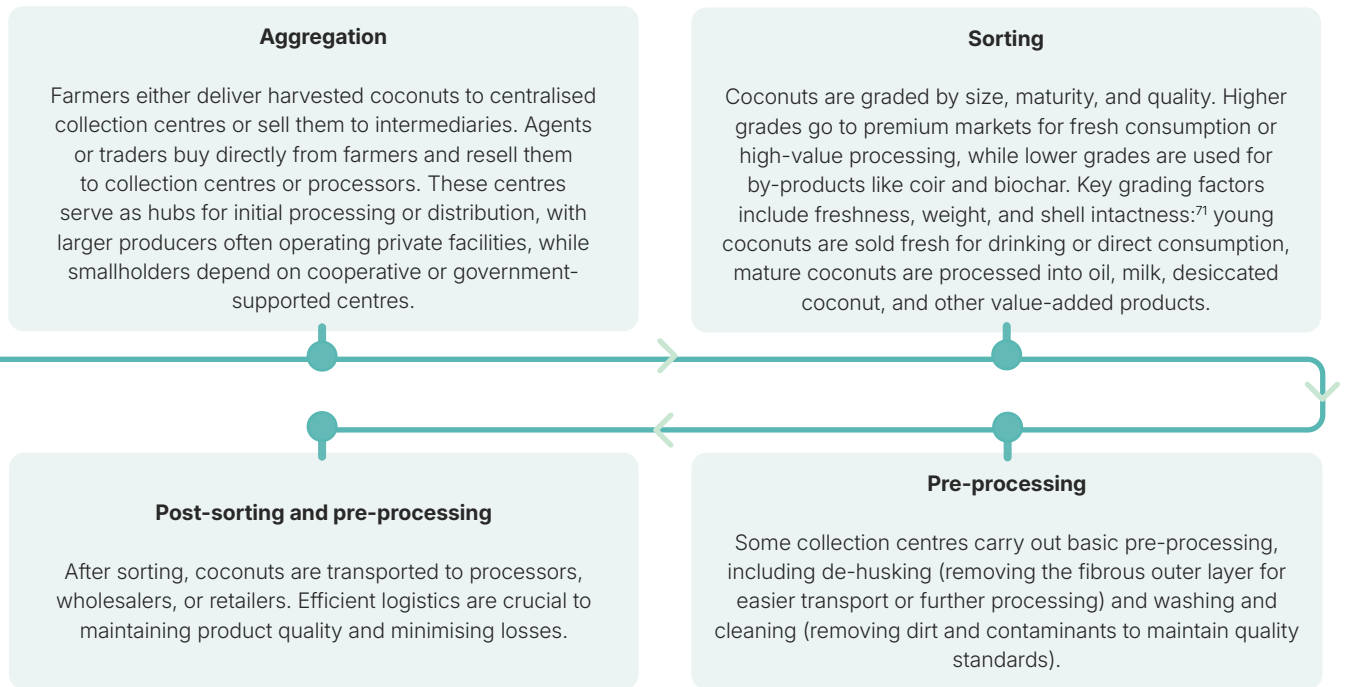 Aggregation
Farmers either deliver harvested coconuts to centralised
collection centres or sell them to intermediaries. Agents
or traders buy directly from farmers and resell them
to collection centres or processors. These centres
serve as hubs for initial processing or distribution, with
larger producers often operating private facilities, while
smallholders depend on cooperative or government-
supported centres.
Sorting
Coconuts are graded by size, maturity, and quality. Higher
grades go to premium markets for fresh consumption or
high-value processing, while lower grades are used for
by-products like coir and biochar. Key grading factors
include freshness, weight, and shell intactness:⁷¹ young
coconuts are sold fresh for drinking or direct consumption,
mature coconuts are processed into oil, milk, desiccated
coconut, and other value-added products.
Pre-processing
Some collection centres carry out basic pre-processing,
including de-husking (removing the fibrous outer layer for
easier transport or further processing) and washing and
cleaning (removing dirt and contaminants to maintain quality
standards).
Post-sorting and pre-processing
After sorting, coconuts are transported to processors,
wholesalers, or retailers. Efficient logistics are crucial to
maintaining product quality and minimising losses.